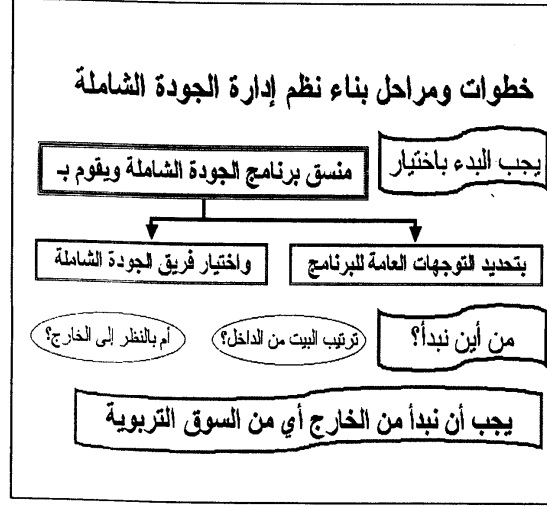 خطوات ومراحل بناء نظم إدارة الجودة الشاملة
يجب البدء باختيار
منسق برنامج الجودة الشاملة ويقوم بـ
بتحديد التوجهات العامة للبرنامج
واختيار فريق الجودة الشاملة
من أين نبدأ؟
ترتيب البيت من الداخل؟
أم بالنظر إلى الخارج؟
يجب أن نبدأ من الخارج أي من السوق التربوية